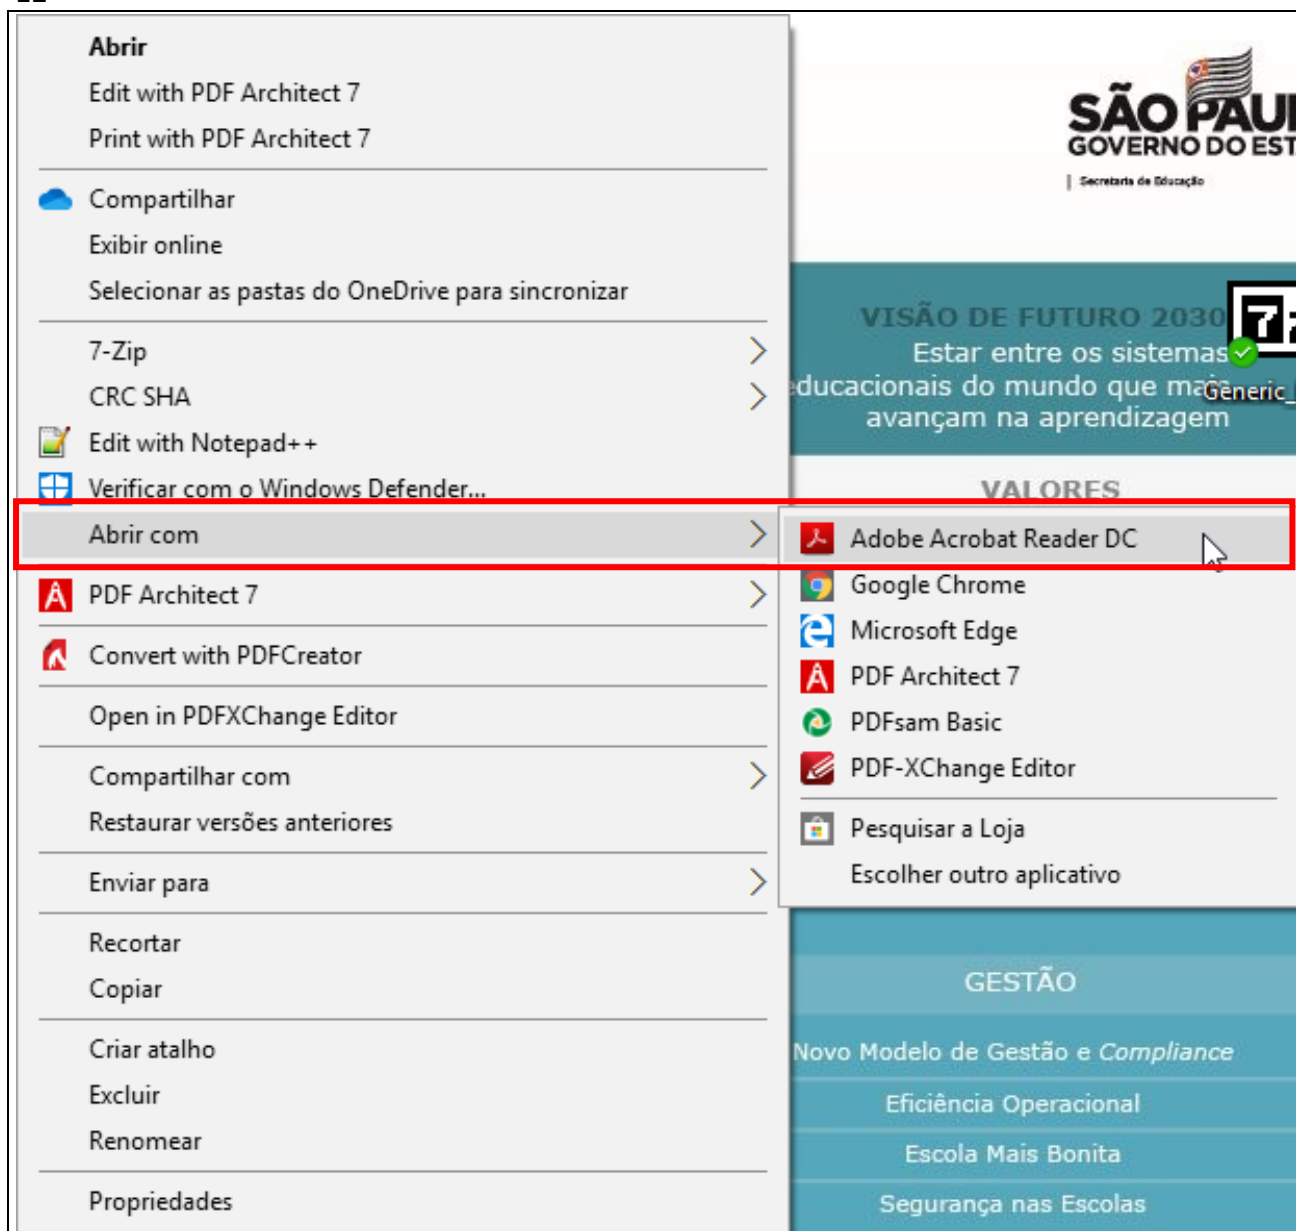 Abrir
Edit with PDF Architect 7
Print with PDF Architect 7
Compartilhar
Exibir online
Selecionar as pastas do OneDrive para sincronizar
7-Zip
CRC SHA
Edit with Notepad++
Verificar com o Windows Defender...
Abrir com
PDF Architect 7
Convert with PDFCreator
Open in PDFXChange Editor
Compartilhar com
Restaurar versões anteriores
Enviar para
Recortar
Copiar
Criar atalho
Excluir
Renomear
Propriedades
Adobe Acrobat Reader DC
Google Chrome
Microsoft Edge
PDF Architect 7
PDFsam Basic
PDF-XChange Editor
Pesquisar a Loja
Escolher outro aplicativo
SÃO PAU
GOVERNO DO EST
Secretaria de Educação
VISÃO DE FUTURO 2030
Estar entre os sistemas
educacionais do mundo que mais
avançam na aprendizagem
7z
Generic_
VALORES
GESTÃO
Novo Modelo de Gestão e Compliance
Eficiência Operacional
Escola Mais Bonita
Segurança nas Escolas